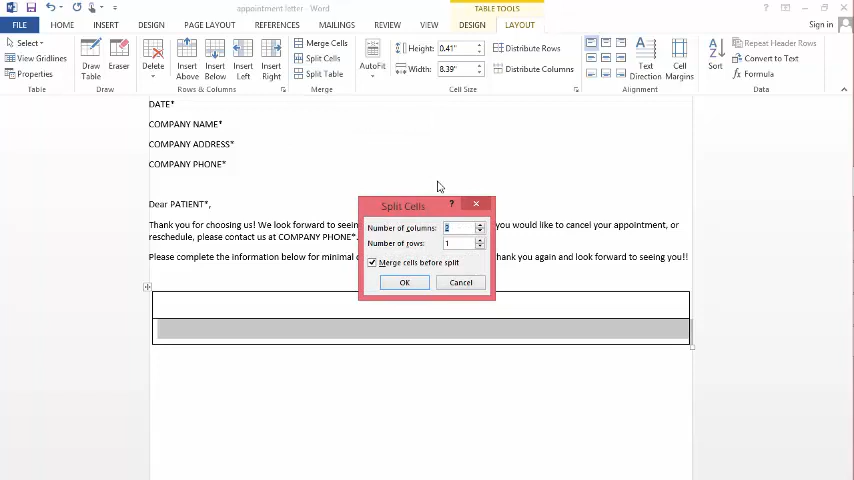 appointment letter - Word
TABLE TOOLS
Sign in
FILE HOME INSERT DESIGN PAGE LAYOUT REFERENCES MAILINGS REVIEW VIEW DESIGN LAYOUT
Select
View Gridlines
Properties
Table
Draw Table
Eraser
Delete
Insert Above
Insert Below
Insert Left
Insert Right
Rows & Columns
Merge Cells
Split Cells
Split Table
Merge
AutoFit
Height: 0.41"
Width: 8.39"
Distribute Rows
Distribute Columns
Cell Size
Text Direction
Cell Margins
Alignment
Sort
Repeat Header Rows
Convert to Text
Formula
Data
DATE*
COMPANY NAME*
COMPANY ADDRESS*
COMPANY PHONE*
Dear PATIENT*,
Thank you for choosing us! We look forward to seein
you would like to cancel your appointment, or
reschedule, please contact us at COMPANY PHONE*.
Please complete the information below for minimal
hank you again and look forward to seeing you!!
Split Cells
?
Number of columns:
Number of rows: 1
Merge cells before split
OK Cancel